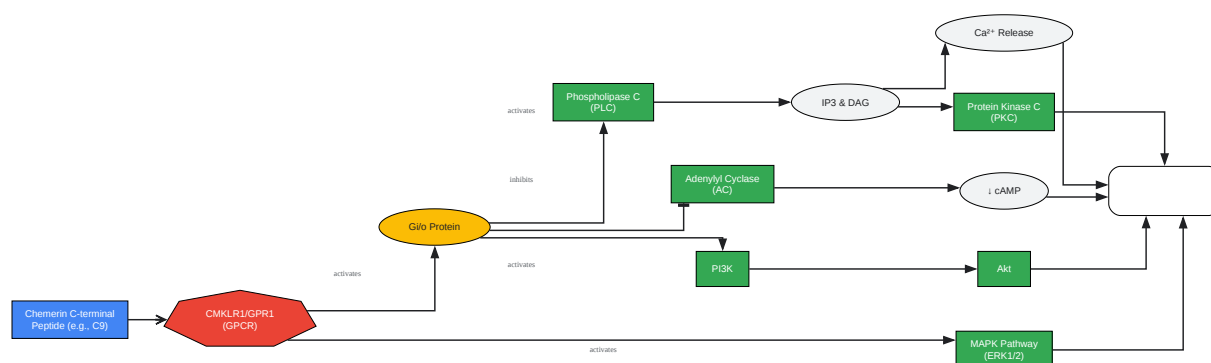 Ca²⁺ Release
Phospholipase C
(PLC)
IP3 & DAG
Protein Kinase C
(PKC)
activates
inhibits
Adenylyl Cyclase
(AC)
↓ cAMP
Gi/o Protein
activates
PI3K
Akt
activates
Chemerin C-terminal
Peptide (e.g., C9)
CMKLR1/GPR1
(GPCR)
activates
MAPK Pathway
(ERK1/2)